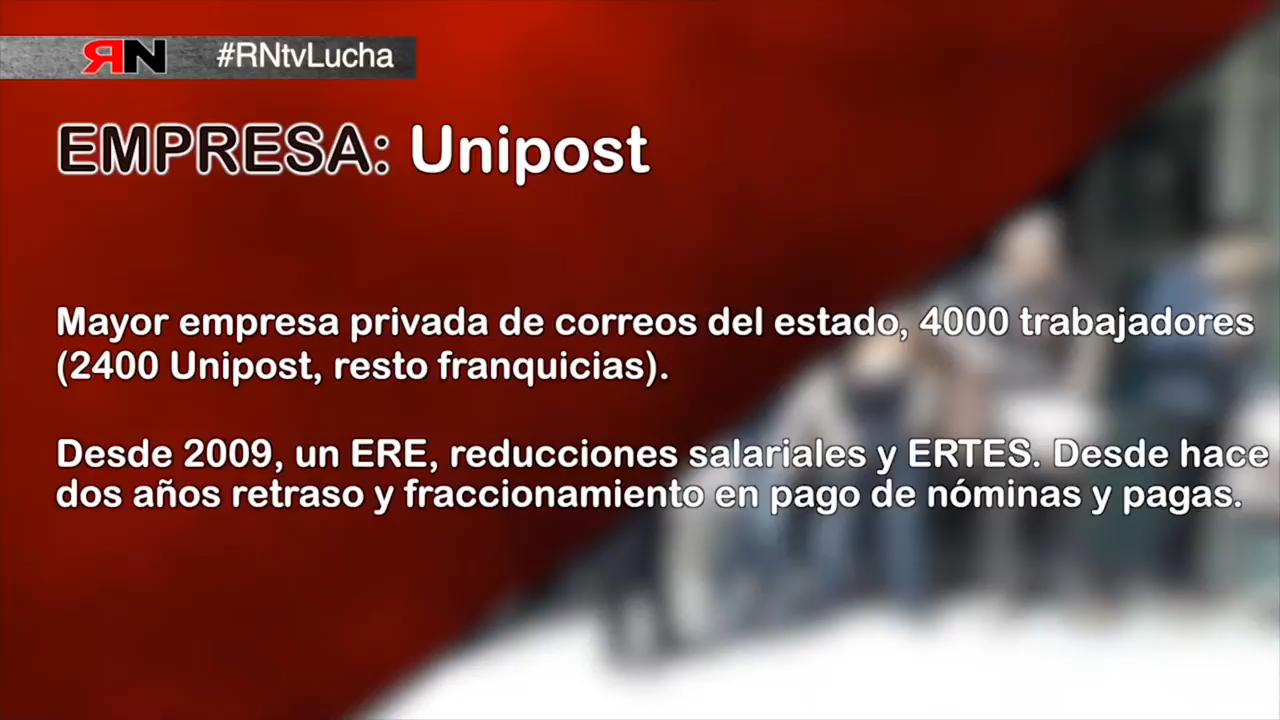 RN #RNtvLucha
EMPRESA: Unipost
Mayor empresa privada de correos del estado, 4000 trabajadores
(2400 Unipost, resto franquicias).
Desde 2009, un ERE, reducciones salariales y ERTES. Desde hace
dos años retraso y fraccionamiento en pago de nóminas y pagas.